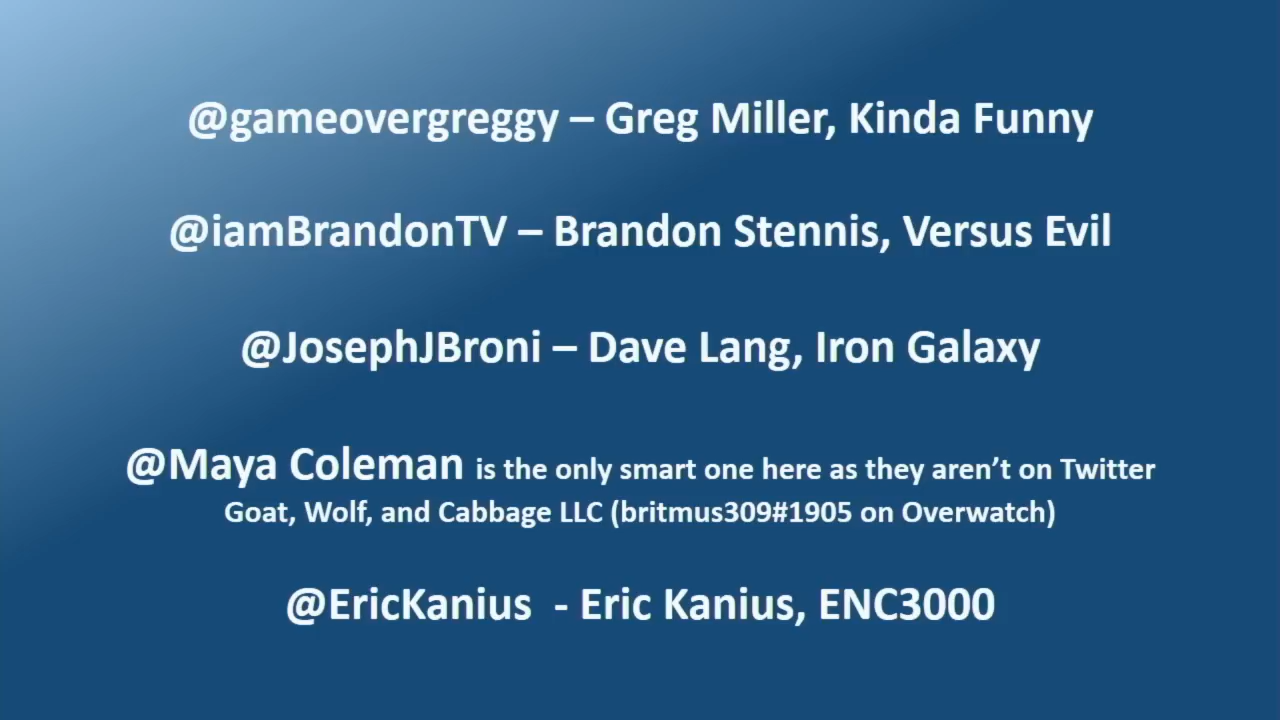 @gameovergreggy – Greg Miller, Kinda Funny
@iamBrandonTV – Brandon Stennis, Versus Evil
@JosephJBroni – Dave Lang, Iron Galaxy
@Maya Coleman is the only smart one here as they aren’t on Twitter
Goat, Wolf, and Cabbage LLC (britmus309#1905 on Overwatch)
@EricKanius  - Eric Kanius, ENC3000